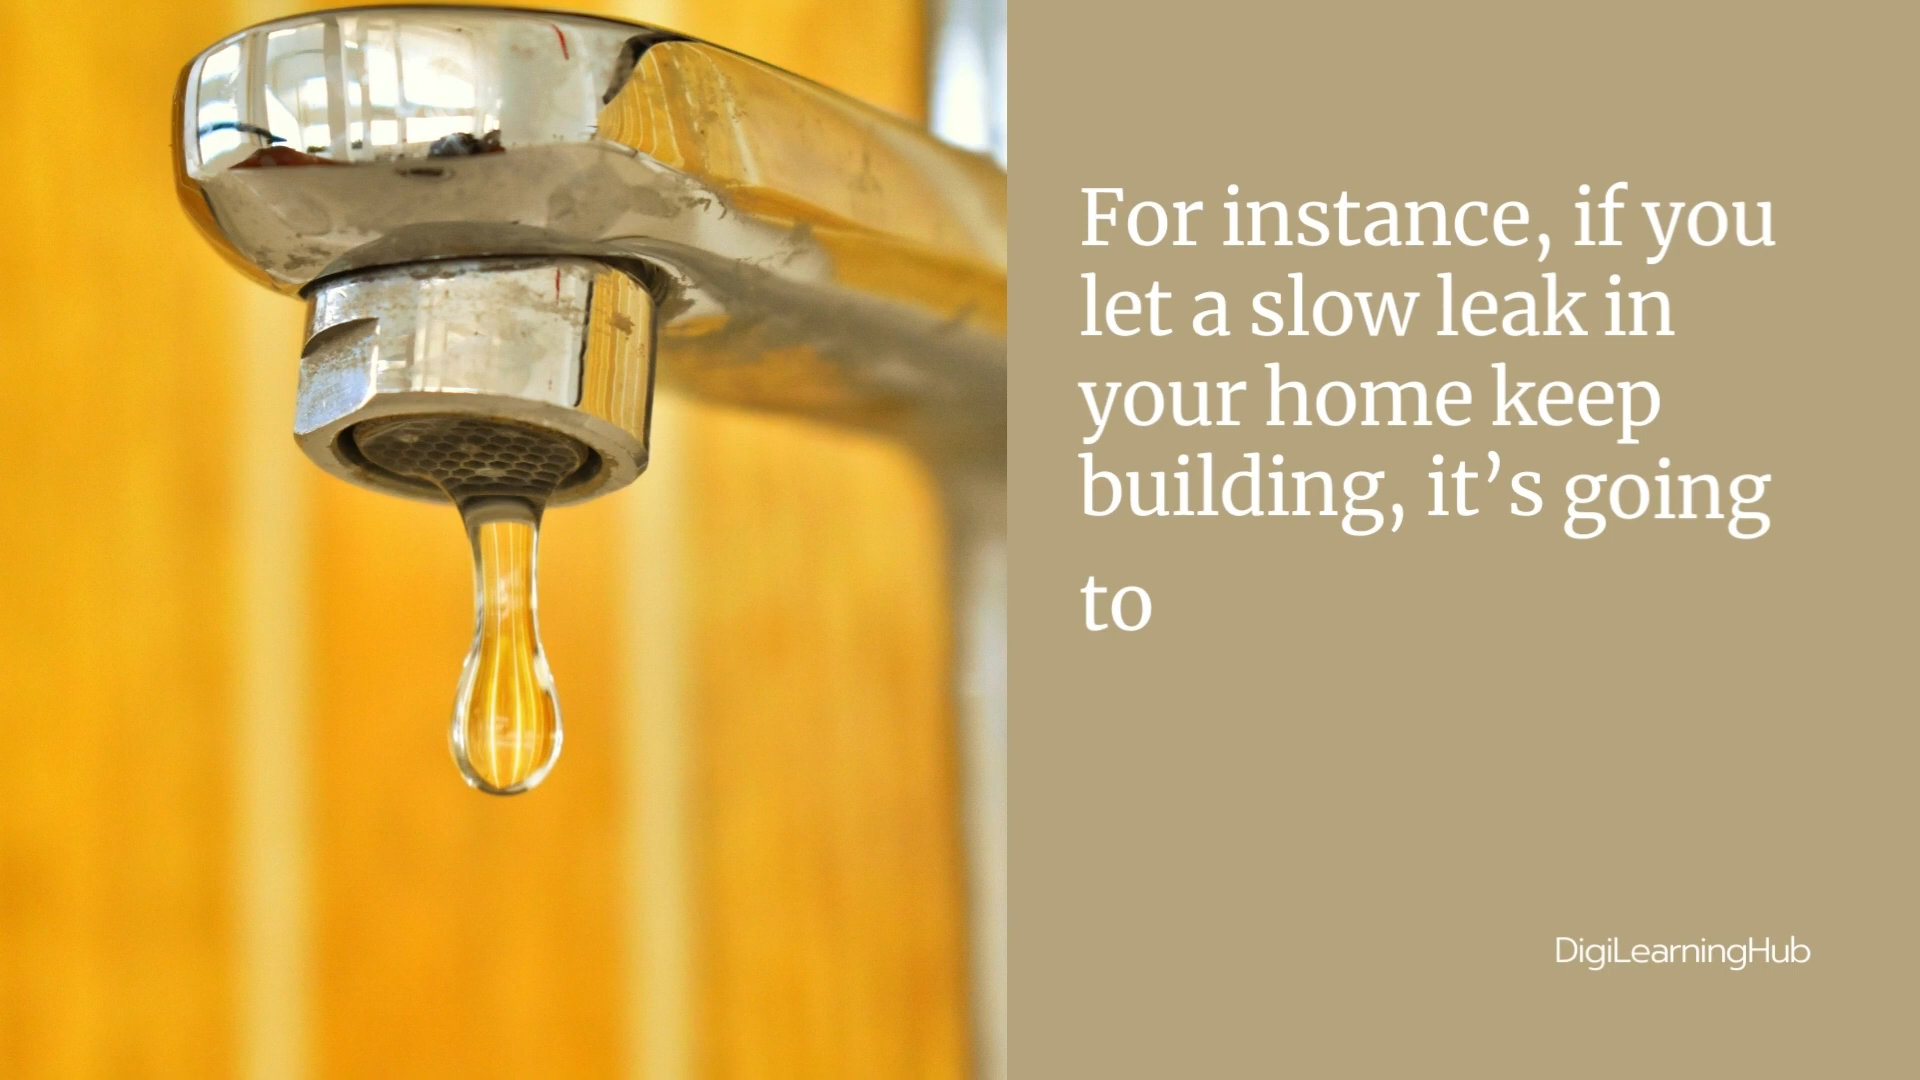 For instance, if you
let a slow leak in
your home keep
building, it’s going
to
DigiLearningHub